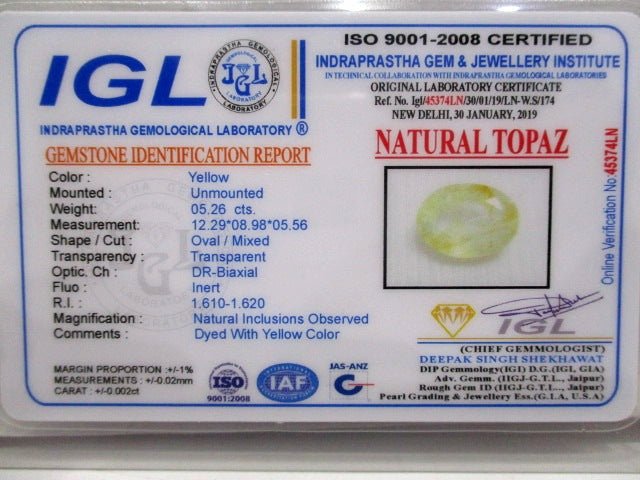 IGL
INDRAPRASTHA GEMOLOGICAL LABORATORY
IGL
INDRAPRASTHA GEMOLOGICAL LABORATORY ®
GEMSTONE IDENTIFICATION REPORT
Color : Yellow
Mounted : Unmounted
Weight: 05.26 cts.
Measurement: 12.29*08.98*05.56
Shape / Cut : Oval / Mixed
Transparency : Transparent
Optic. Ch : DR-Biaxial
Fluo : Inert
R.I. : 1.610-1.620
Magnification : Natural Inclusions Observed
Comments : Dyed With Yellow Color
MARGIN PROPORTION :+/-1%
MEASUREMENTS : +/-0.02mm
CARAT : +/-0.002ct
ISO
9001:2008
IAF
JAS-ANZ
ISO 9001-2008 CERTIFIED
INDRAPRASTHA GEM & JEWELLERY INSTITUTE
IN TECHNICAL COLLABORATION WITH INDRAPRASTHA GEMOLOGICAL LABORATORIES
ORIGINAL LABORATORY CERTIFICATE
Ref. No. Igl/45374LN/30/01/19/LN-W.S/174
NEW DELHI, 30 JANUARY, 2019
NATURAL TOPAZ
Online Verification No.45374LN
IGL
(CHIEF GEMMOLOGIST)
DEEPAK SINGH SHEKHAWAT
DIP Gemmology(IGI) D.G.(IGI, GIA)
Adv. Gemm. (IIGJ-G.T.L., Jaipur)
Rough Gem ID (IIGJ-G.T.L., Jaipur)
Pearl Grading & Jewellery Ess.(G.I.A, U.S.A)